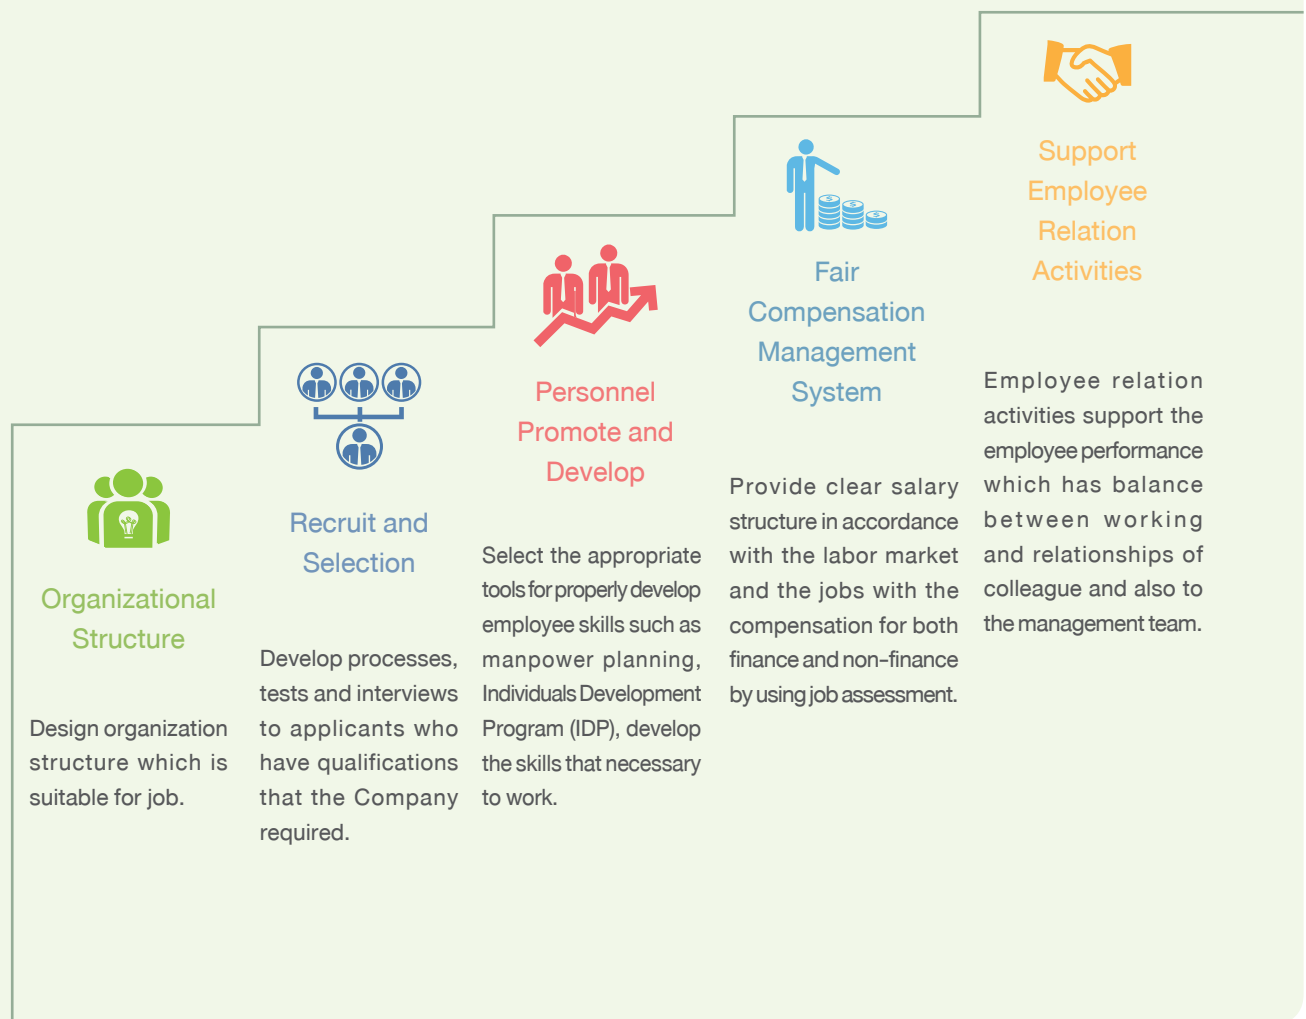 Organizational
Structure
Design organization
structure which is
suitable for job.
Recruit and
Selection
Develop processes,
tests and interviews
to applicants who
have qualifications
that the Company
required.
Personnel
Promote and
Develop
Select the appropriate
tools for properly develop
employee skills such as
manpower planning,
Individuals Development
Program (IDP), develop
the skills that necessary
to work.
Fair
Compensation
Management
System
Provide clear salary
structure in accordance
with the labor market
and the jobs with the
compensation for both
finance and non-finance
by using job assessment.
Support
Employee
Relation
Activities
Employee relation
activities support the
employee performance
which has balance
between working
and relationships of
colleague and also to
the management team.